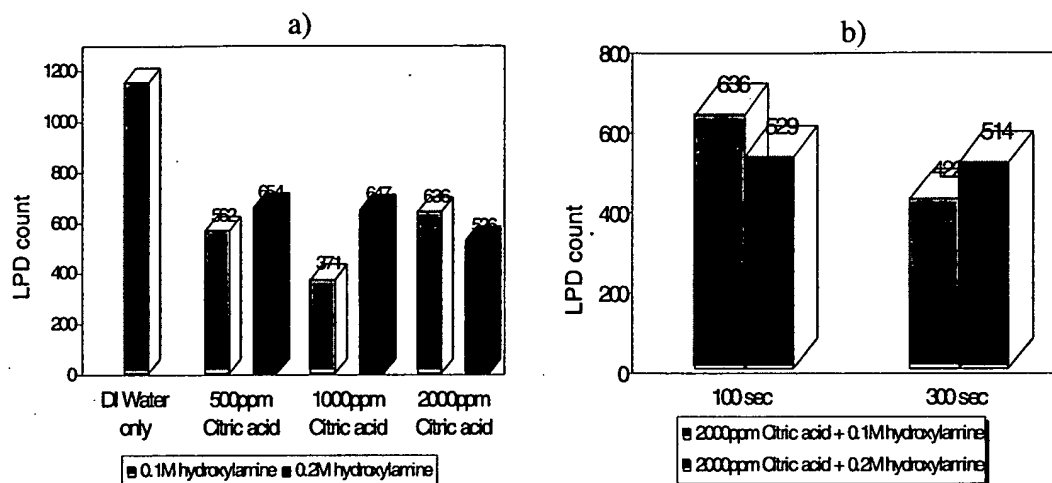 a)
LPD count
1200
1000
800
600
400
200
0
562
654
371
647
636
526
DI Water only
500ppm Citric acid
1000ppm Citric acid
2000ppm Citric acid
0.1M hydroxylamine 0.2M hydroxylamine
b)
LPD count
800
600
400
200
0
636
529
422
514
100 sec
300 sec
2000ppm Citric acid + 0.1M hydroxylamine
2000ppm Citric acid + 0.2M hydroxylamine